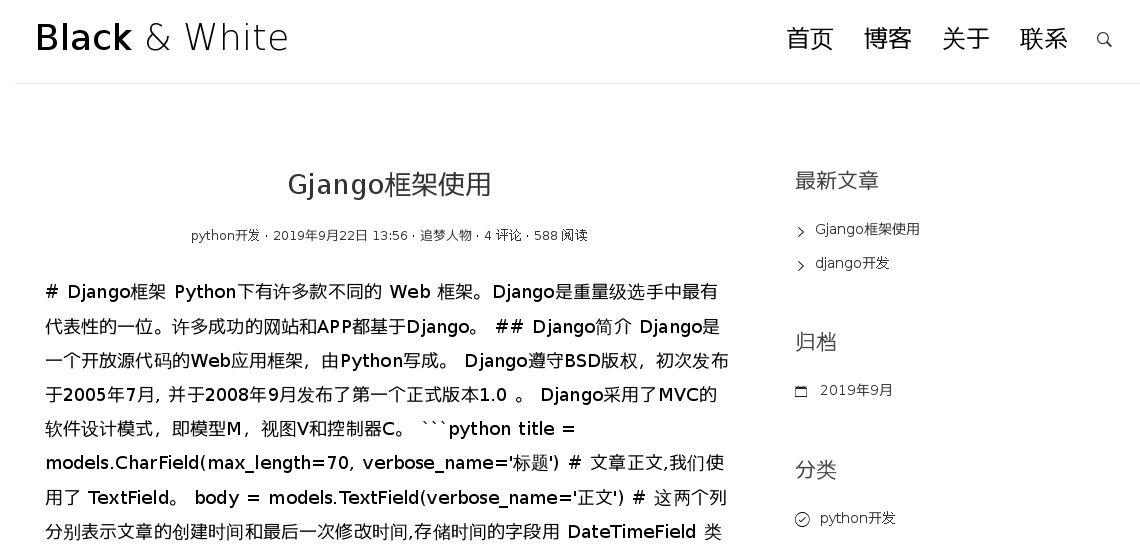 Black & White
首页 博客 关于 联系
Gjango框架使用
python开发 · 2019年9月22日 13:56 · 追梦人物 · 4 评论 · 588 阅读
# Django框架 Python下有许多款不同的 Web 框架。Django是重量级选手中最有
代表性的一位。许多成功的网站和APP都基于Django。 ## Django简介 Django是
一个开放源代码的Web应用框架，由Python写成。 Django遵守BSD版权，初次发布
于2005年7月, 并于2008年9月发布了第一个正式版本1.0 。 Django采用了MVC的
软件设计模式，即模型M，视图V和控制器C。 ```python title =
models.CharField(max_length=70, verbose_name='标题') # 文章正文,我们使
用了 TextField。 body = models.TextField(verbose_name='正文') # 这两个列
分别表示文章的创建时间和最后一次修改时间,存储时间的字段用 DateTimeField 类
最新文章
Gjango框架使用
django开发
归档
2019年9月
分类
python开发